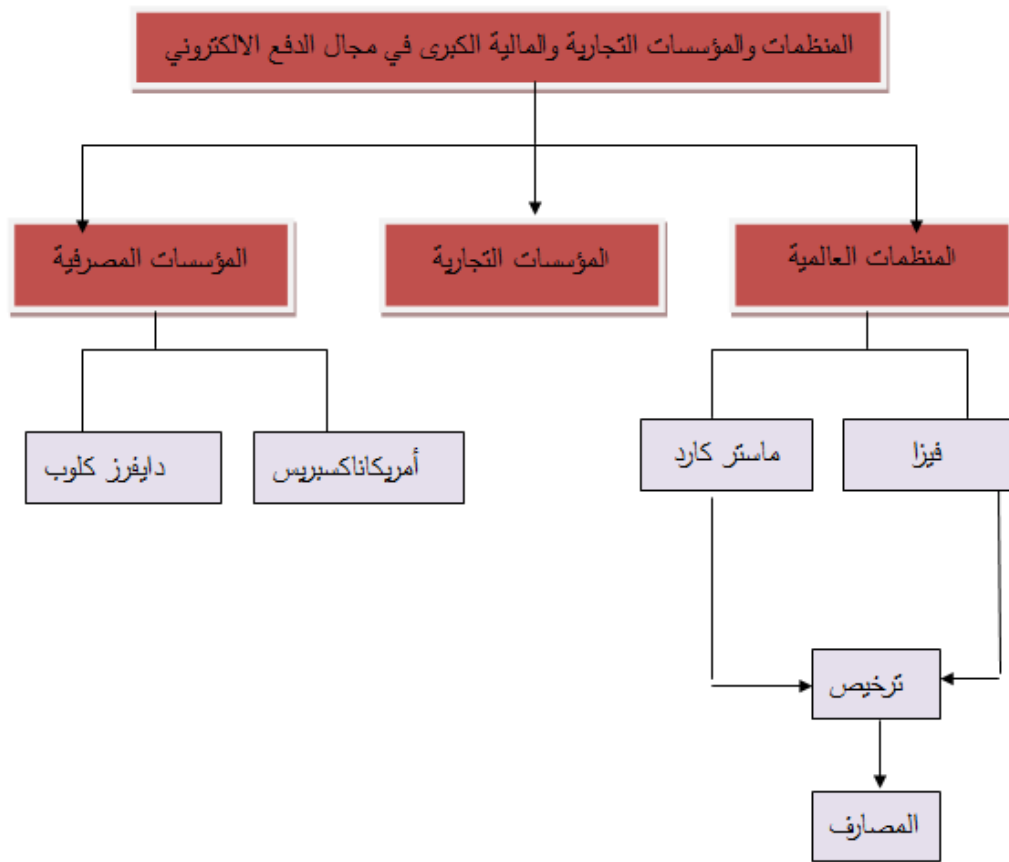 المنظمات والمؤسسات التجارية والمالية الكبرى في مجال الدفع الالكتروني
المنظمات العالمية
المؤسسات التجارية
المؤسسات المصرفية
فيزا
ماستر كارد
أمريكاناكسبريس
دايفرز كلوب
ترخيص
المصارف